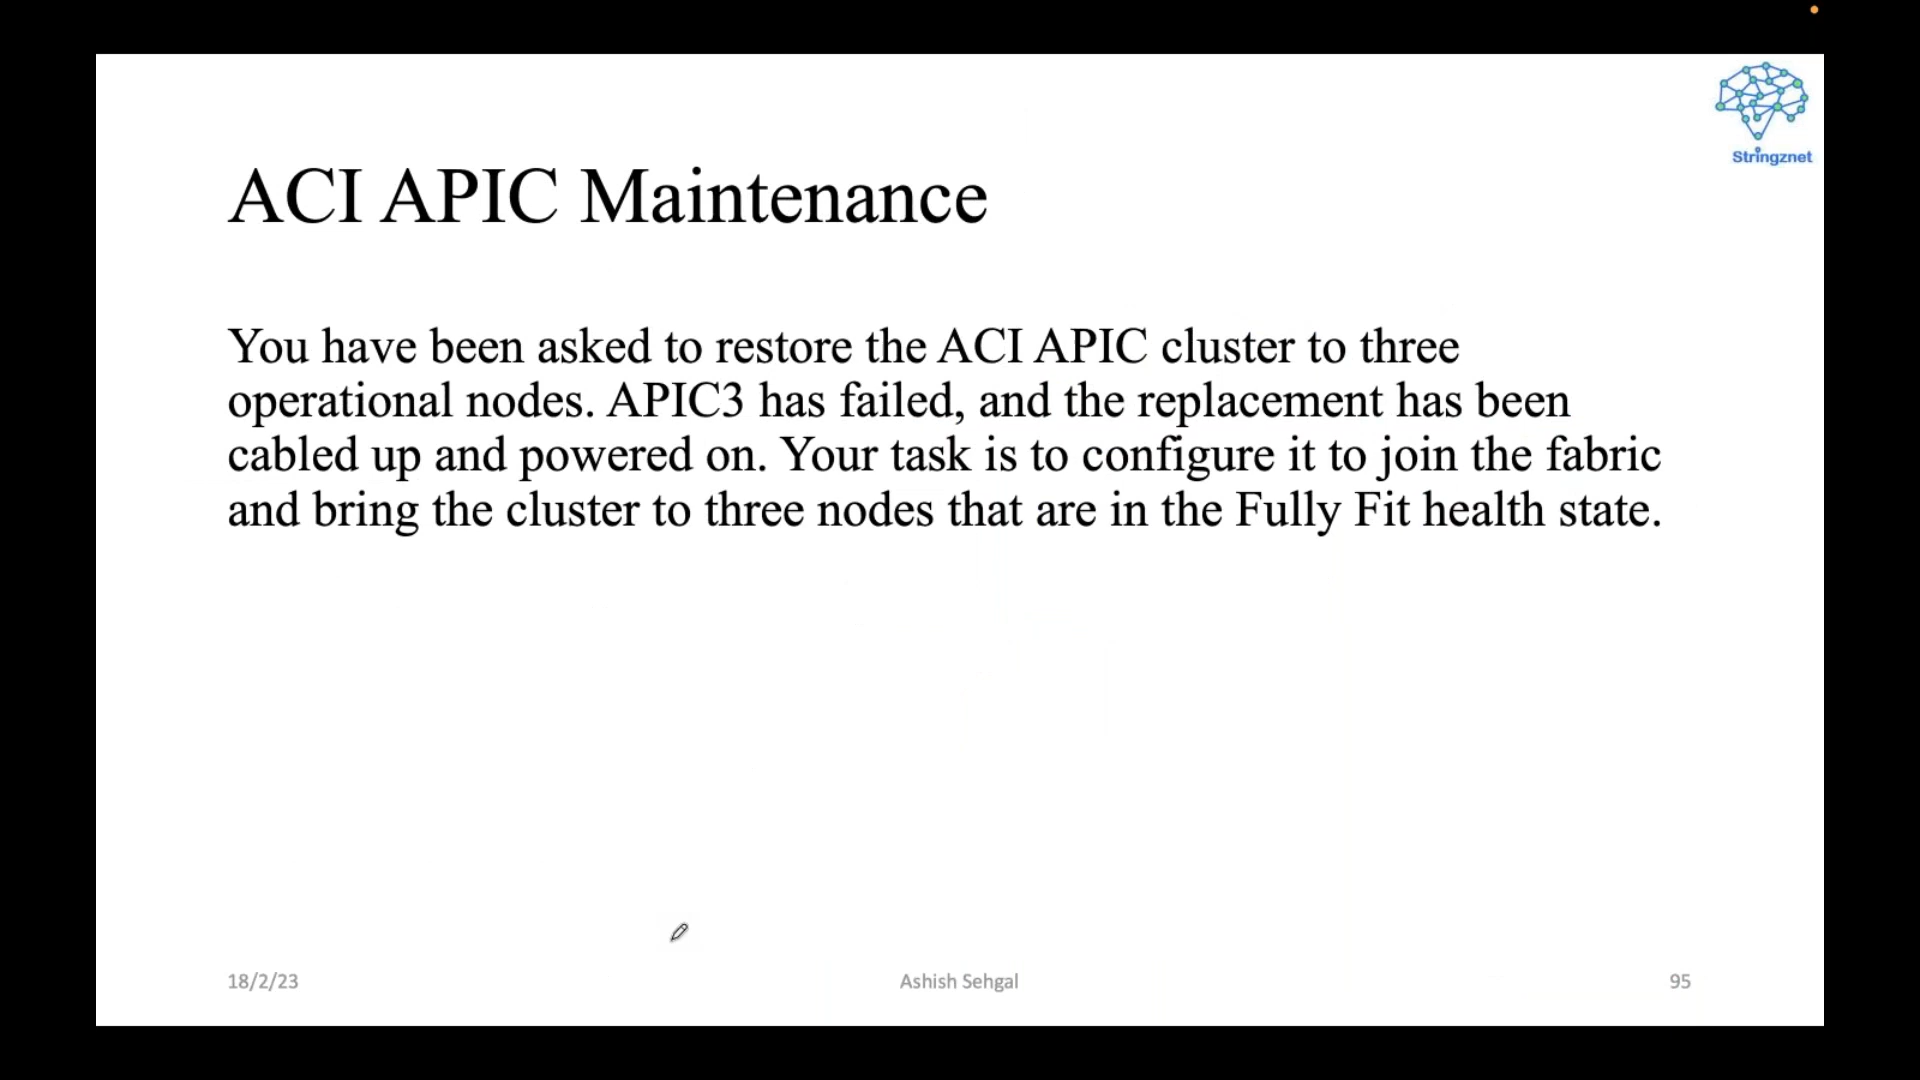 Stringznet
ACI APIC Maintenance
You have been asked to restore the ACI APIC cluster to three
operational nodes. APIC3 has failed, and the replacement has been
cabled up and powered on. Your task is to configure it to join the fabric
and bring the cluster to three nodes that are in the Fully Fit health state.
18/2/23
Ashish Sehgal
95